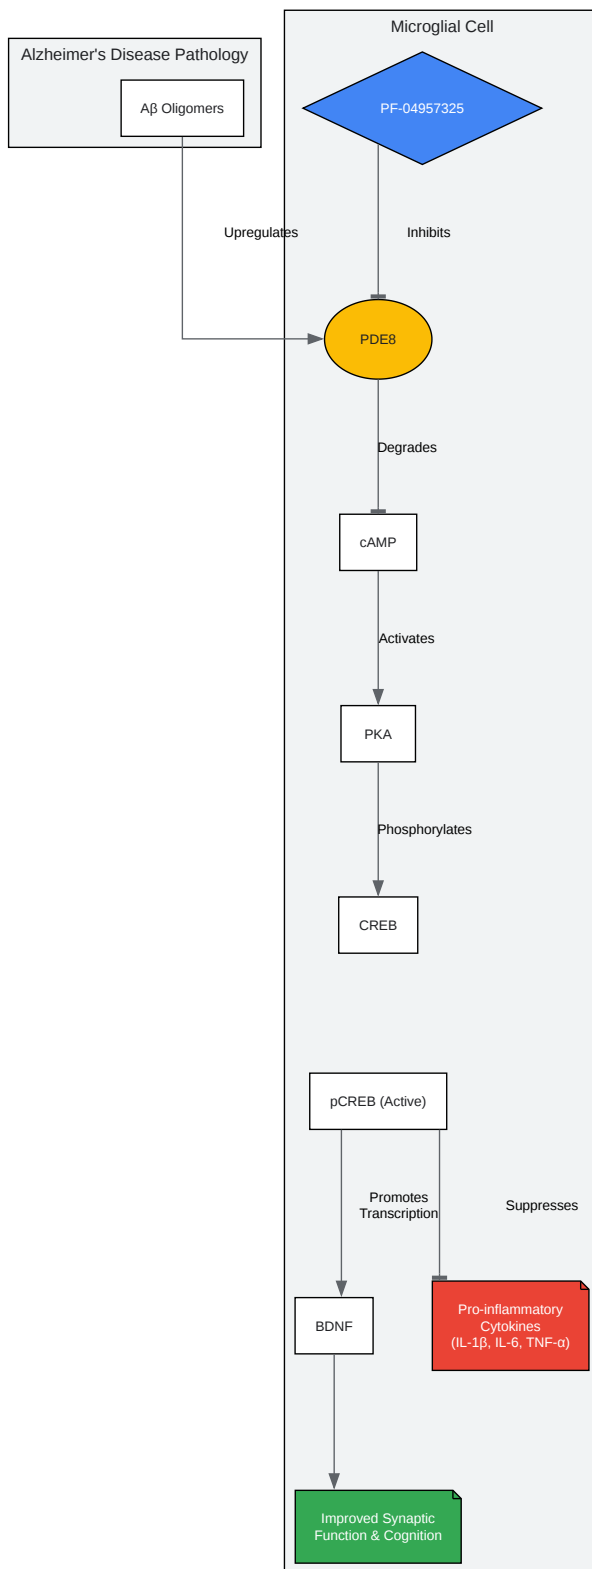 Microglial Cell
Alzheimer's Disease Pathology
Aβ Oligomers
PF-04957325
Upregulates
Inhibits
PDE8
Degrades
cAMP
Activates
PKA
Phosphorylates
CREB
pCREB (Active)
Promotes
Transcription
Suppresses
BDNF
Pro-inflammatory
Cytokines
(IL-1β, IL-6, TNF-α)
Improved Synaptic
Function & Cognition